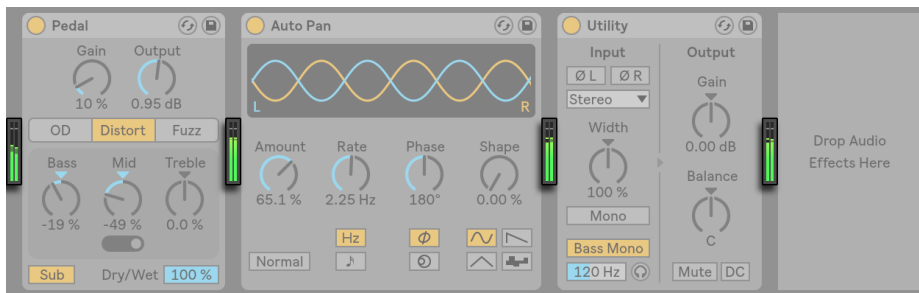 Pedal
Gain Output
10 % 0.95 dB
OD Distort Fuzz
Bass Mid Treble
-19 % -49 % 0.0 %
Sub Dry/Wet 100 %
Auto Pan
L R
Amount Rate Phase Shape
65.1 % 2.25 Hz 180° 0.00 %
Hz
Normal
Utility
Input
Ø L Ø R
Stereo
Width
100 %
Mono
Bass Mono
120 Hz
Output
Gain
0.00 dB
Balance
C
Mute DC
Drop Audio
Effects Here